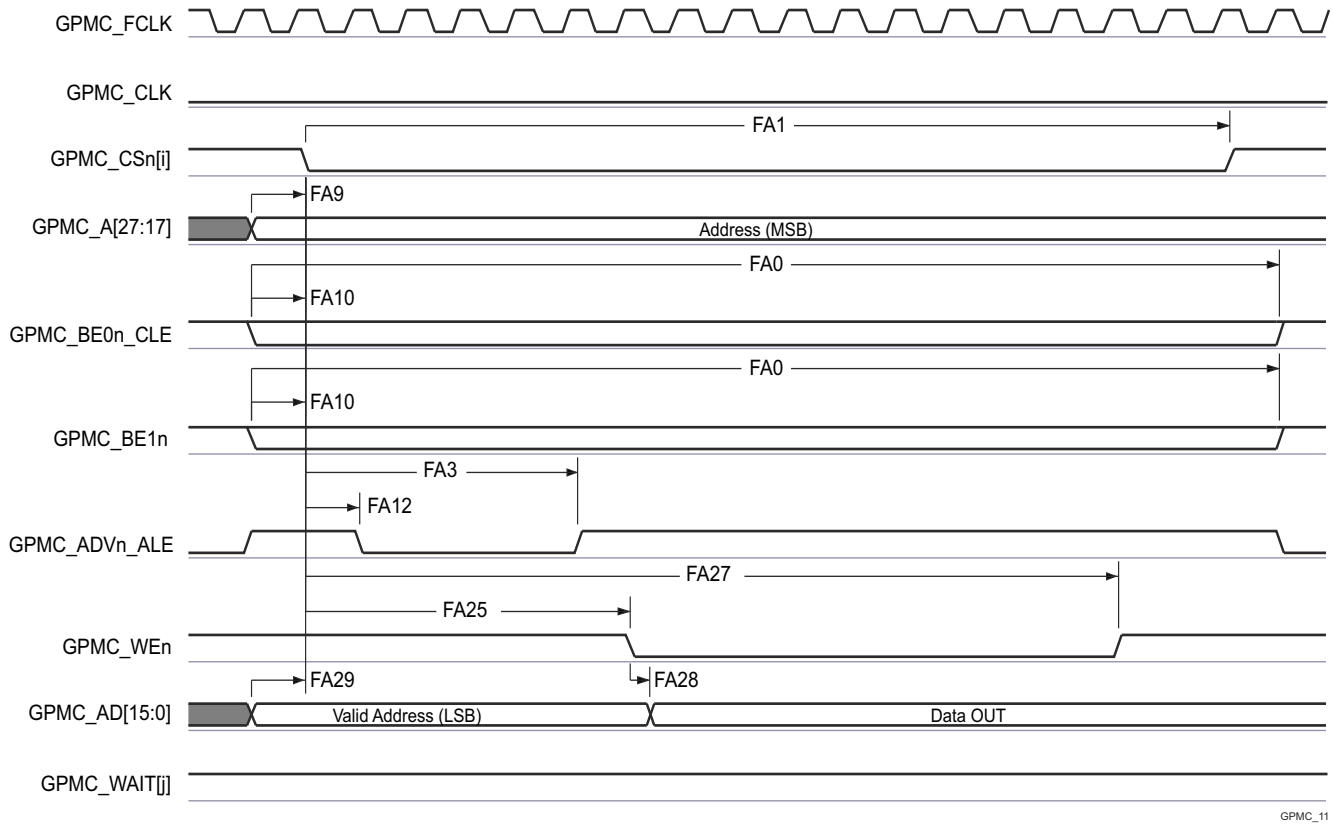 GPMC_FCLK
GPMC_CLK
FA1
GPMC_CSn[i]
FA9
GPMC_A[27:17]
Address (MSB)
FA0
FA10
GPMC_BE0n_CLE
FA0
FA10
GPMC_BE1n
FA3
FA12
GPMC_ADVn_ALE
FA27
FA25
GPMC_WEn
FA29
FA28
GPMC_AD[15:0]
Valid Address (LSB)
Data OUT
GPMC_WAIT[j]
GPMC_11